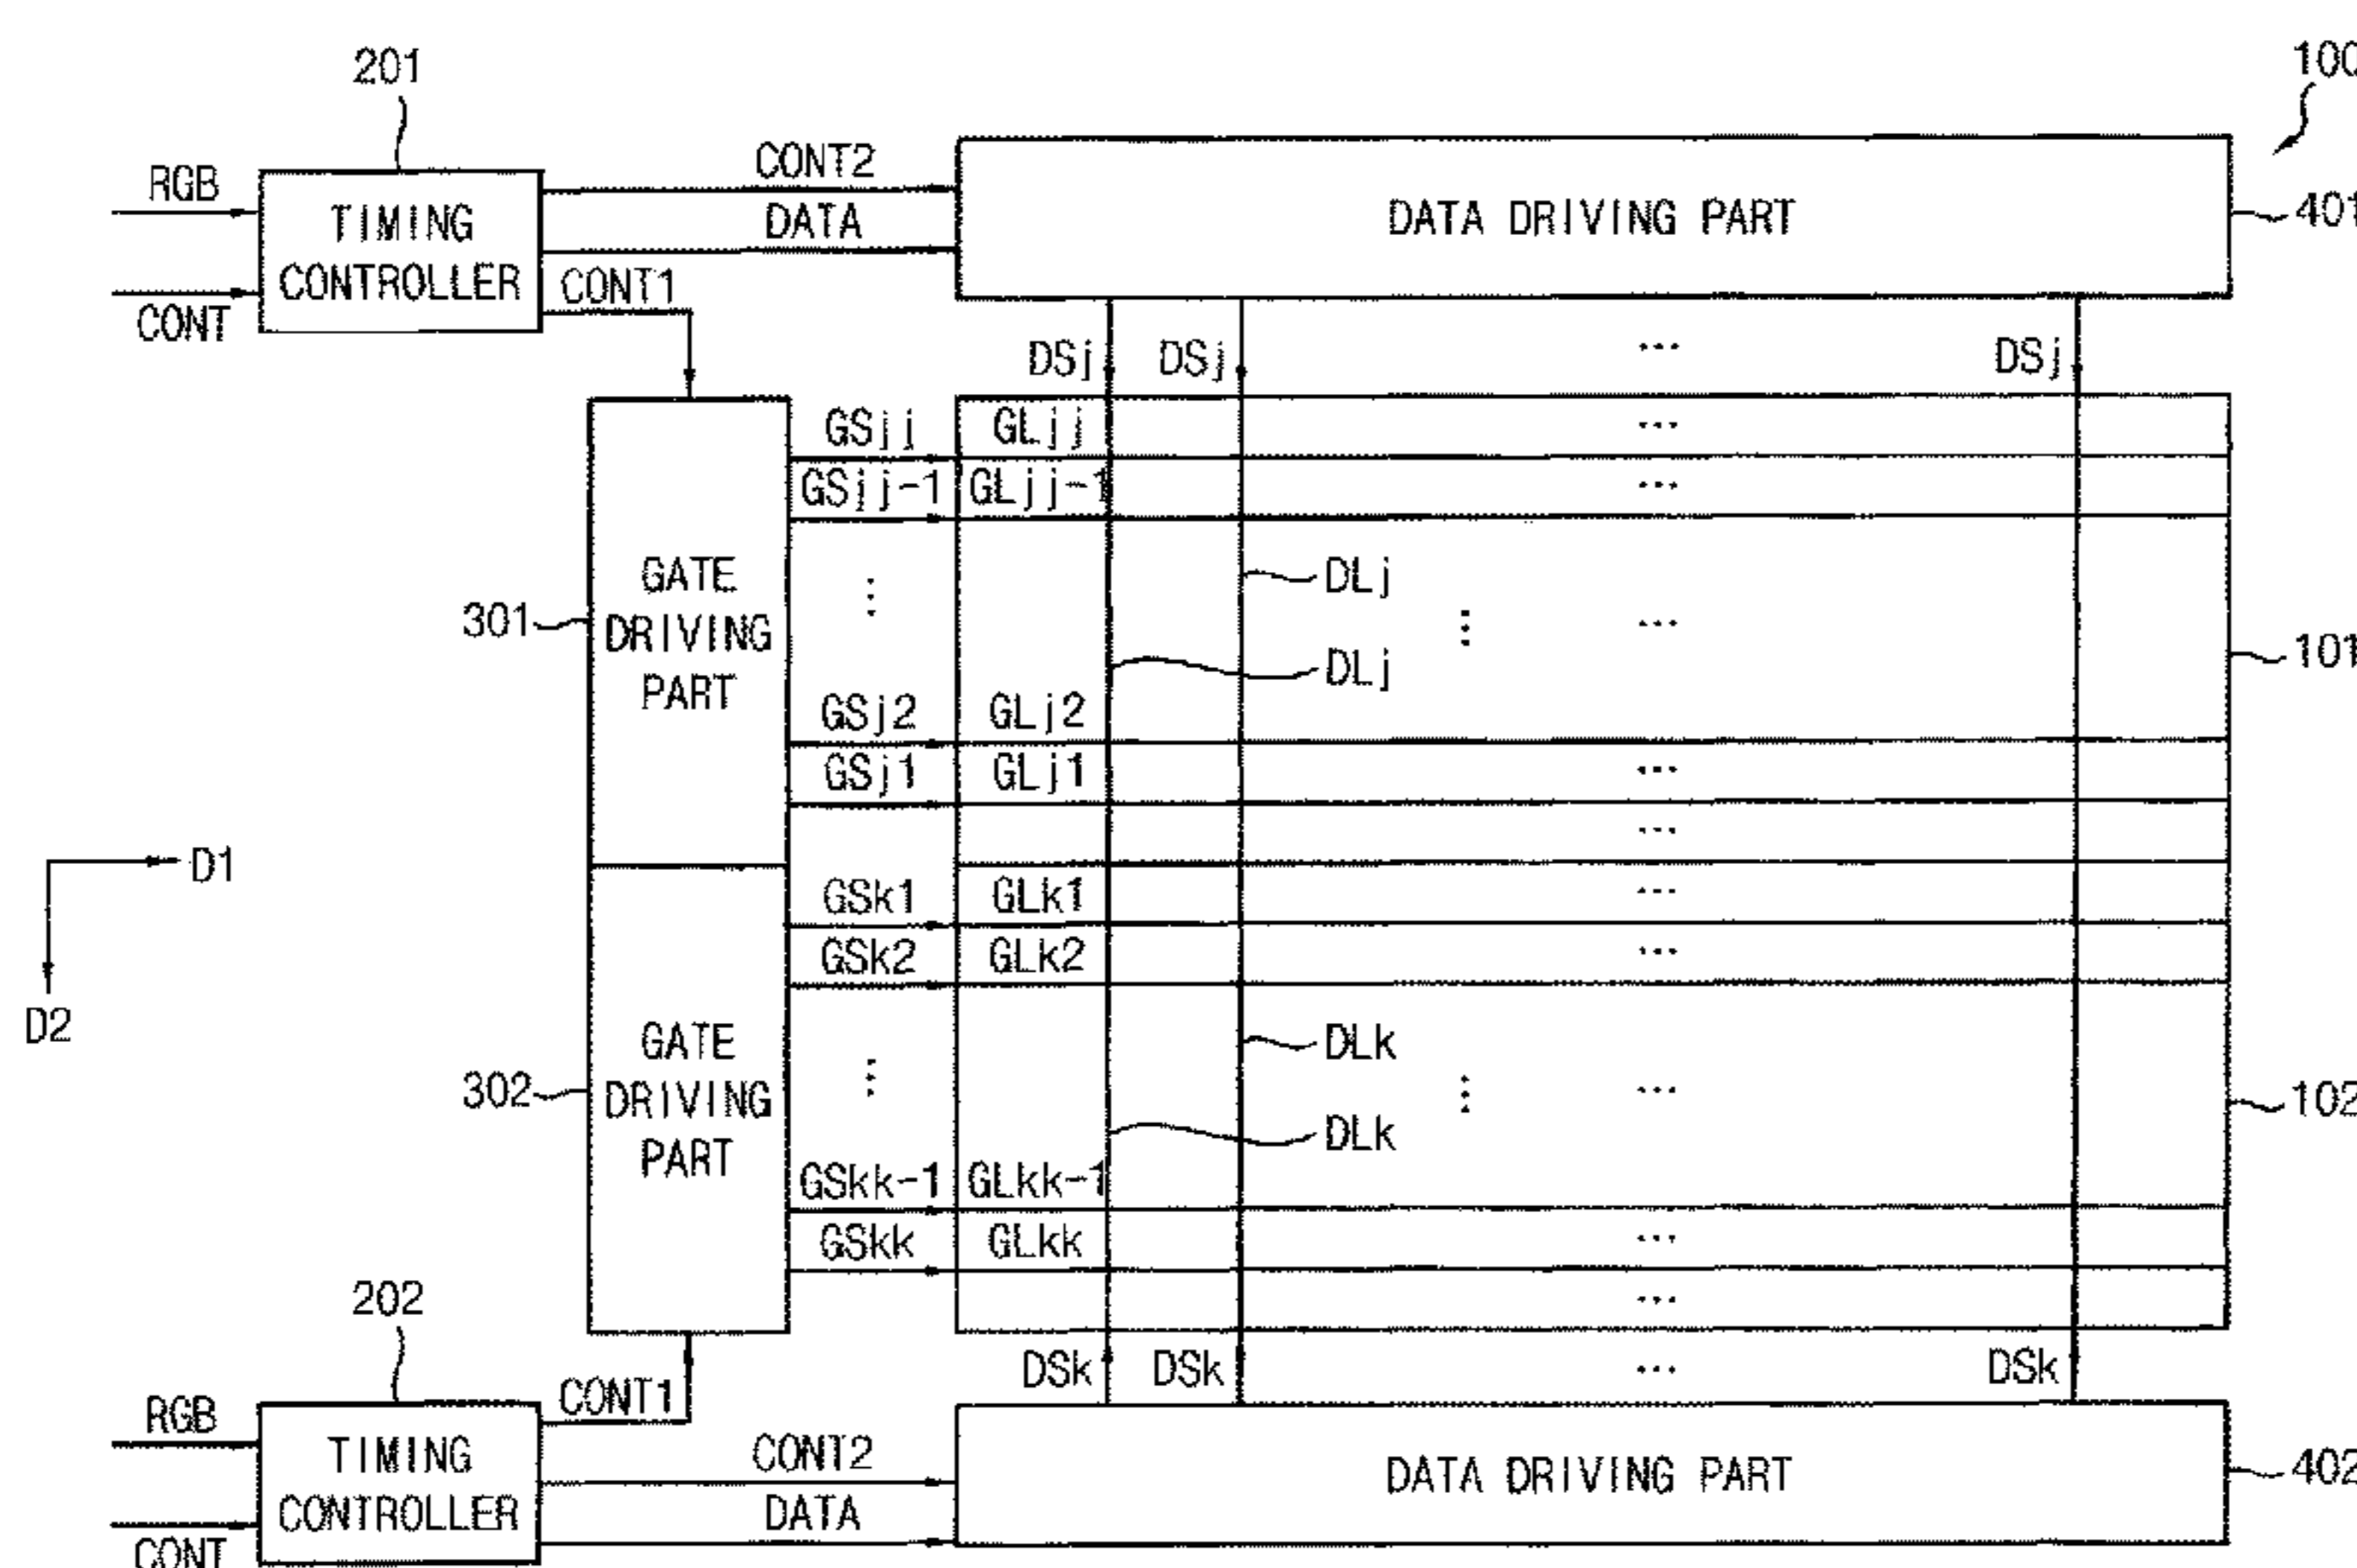 201
100
RGB
CONT
TIMING
CONTROLLER
CONT2
DATA
CONT1
DATA DRIVING PART
401
DSj DSj ... DSj
GSjj GLjj ...
GSjj-1 GLjj-1 ...
GATE
DRIVING
PART
301
DLj
DLj
101
GSj2 GLj2
GSj1 GLj1 ...
...
D1
D2
GSk1 GLk1 ...
GSk2 GLk2 ...
GATE
DRIVING
PART
302
DLk
DLk
102
GSkk-1 GLkk-1
GSkk GLkk ...
...
202
DSk DSk ... DSk
RGB
CONT
TIMING
CONTROLLER
CONT1
CONT2
DATA
DATA DRIVING PART
402